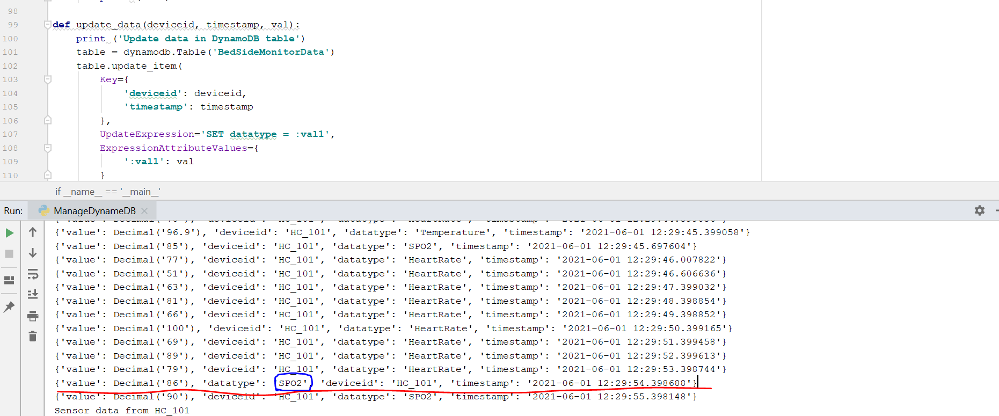 98
99 def update_data(deviceid, timestamp, val):
100 print ('Update data in DynamoDB table')
101 table = dynamodb.Table('BedSideMonitorData')
102 table.update_item(
103 Key={
104 'deviceid': deviceid,
105 'timestamp': timestamp
106 },
107 UpdateExpression='SET datatype = :val1',
108 ExpressionAttributeValues={
109 ':val1': val
110 }
if __name__ == '__main__'
Run: ManageDynameDB
{'value': Decimal('96.9'), 'deviceid': 'HC_101', 'datatype': 'Temperature', 'timestamp': '2021-06-01 12:29:45.399058'}
{'value': Decimal('85'), 'deviceid': 'HC_101', 'datatype': 'SPO2', 'timestamp': '2021-06-01 12:29:45.697604'}
{'value': Decimal('77'), 'deviceid': 'HC_101', 'datatype': 'HeartRate', 'timestamp': '2021-06-01 12:29:46.007822'}
{'value': Decimal('51'), 'deviceid': 'HC_101', 'datatype': 'HeartRate', 'timestamp': '2021-06-01 12:29:46.606636'}
{'value': Decimal('63'), 'deviceid': 'HC_101', 'datatype': 'HeartRate', 'timestamp': '2021-06-01 12:29:47.399032'}
{'value': Decimal('81'), 'deviceid': 'HC_101', 'datatype': 'HeartRate', 'timestamp': '2021-06-01 12:29:48.398854'}
{'value': Decimal('66'), 'deviceid': 'HC_101', 'datatype': 'HeartRate', 'timestamp': '2021-06-01 12:29:49.398852'}
{'value': Decimal('100'), 'deviceid': 'HC_101', 'datatype': 'HeartRate', 'timestamp': '2021-06-01 12:29:50.399165'}
{'value': Decimal('69'), 'deviceid': 'HC_101', 'datatype': 'HeartRate', 'timestamp': '2021-06-01 12:29:51.399458'}
{'value': Decimal('89'), 'deviceid': 'HC_101', 'datatype': 'HeartRate', 'timestamp': '2021-06-01 12:29:52.399613'}
{'value': Decimal('79'), 'deviceid': 'HC_101', 'datatype': 'HeartRate', 'timestamp': '2021-06-01 12:29:53.398744'}
{'value': Decimal('86'), 'datatype': 'SPO2', 'deviceid': 'HC_101', 'timestamp': '2021-06-01 12:29:54.398688'}
{'value': Decimal('90'), 'deviceid': 'HC_101', 'datatype': 'SPO2', 'timestamp': '2021-06-01 12:29:55.398148'}
Sensor data from HC_101